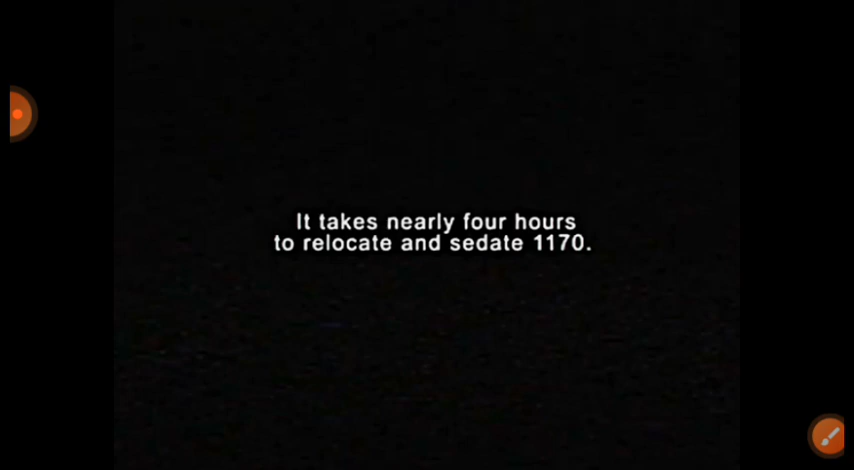 It takes nearly four hours
to relocate and sedate 1170.